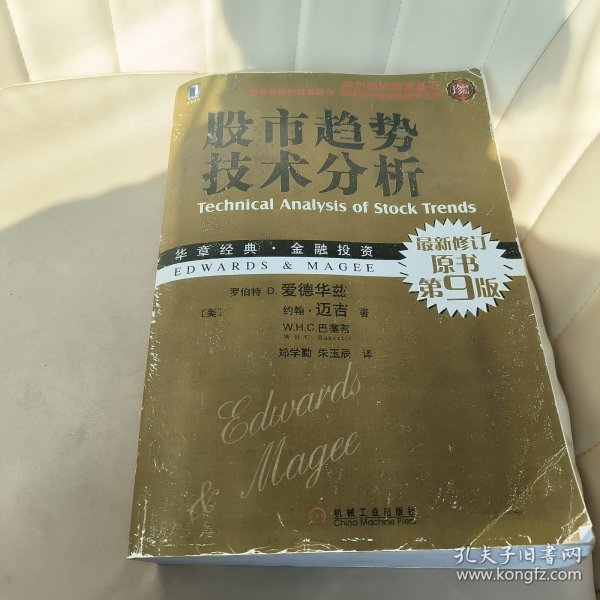 股市趋势
技术分析
Technical Analysis of Stock Trends
华章经典·金融投资
EDWARDS & MAGEE
最新修订
原书
第9版
罗伯特 D. 爱德华兹
[美] 约翰·迈吉 著
W.H.C.巴塞蒂
W.H.C. Bassetti
郑学勤 朱玉辰 译
Edwards
& Magee
机械工业出版社
China Machine Press
孔夫子旧书网
www.kongfz.com